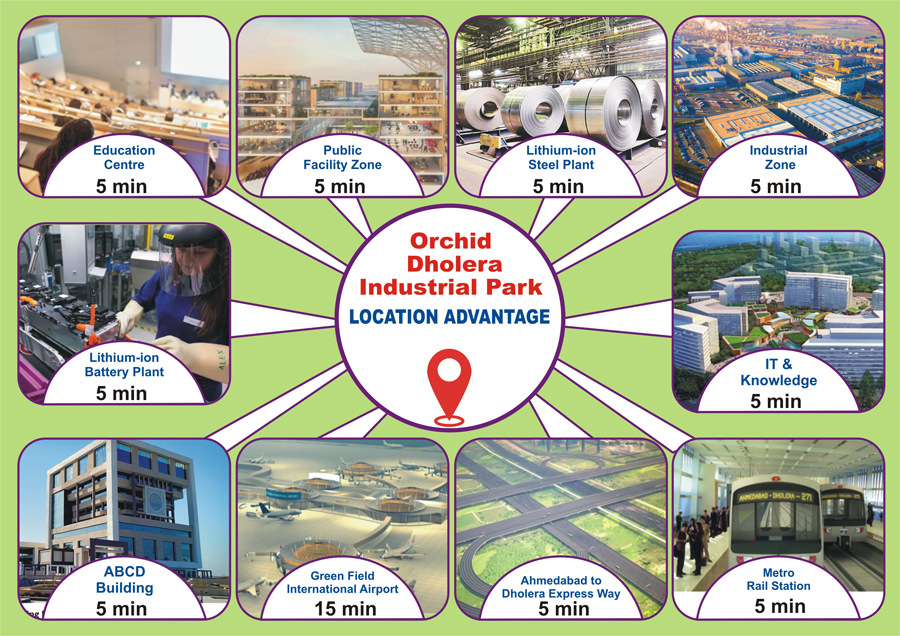 Education
Centre
5 min
Public
Facility Zone
5 min
Lithium-ion
Steel Plant
5 min
Industrial
Zone
5 min
Orchid
Dholera
Industrial Park
LOCATION ADVANTAGE
Lithium-ion
Battery Plant
5 min
ALEX
IT &
Knowledge
5 min
ABCD
Building
5 min
Green Field
International Airport
15 min
Ahmedabad to
Dholera Express Way
5 min
AHMEDABAD - DHOLERA - 271
Metro
Rail Station
5 min